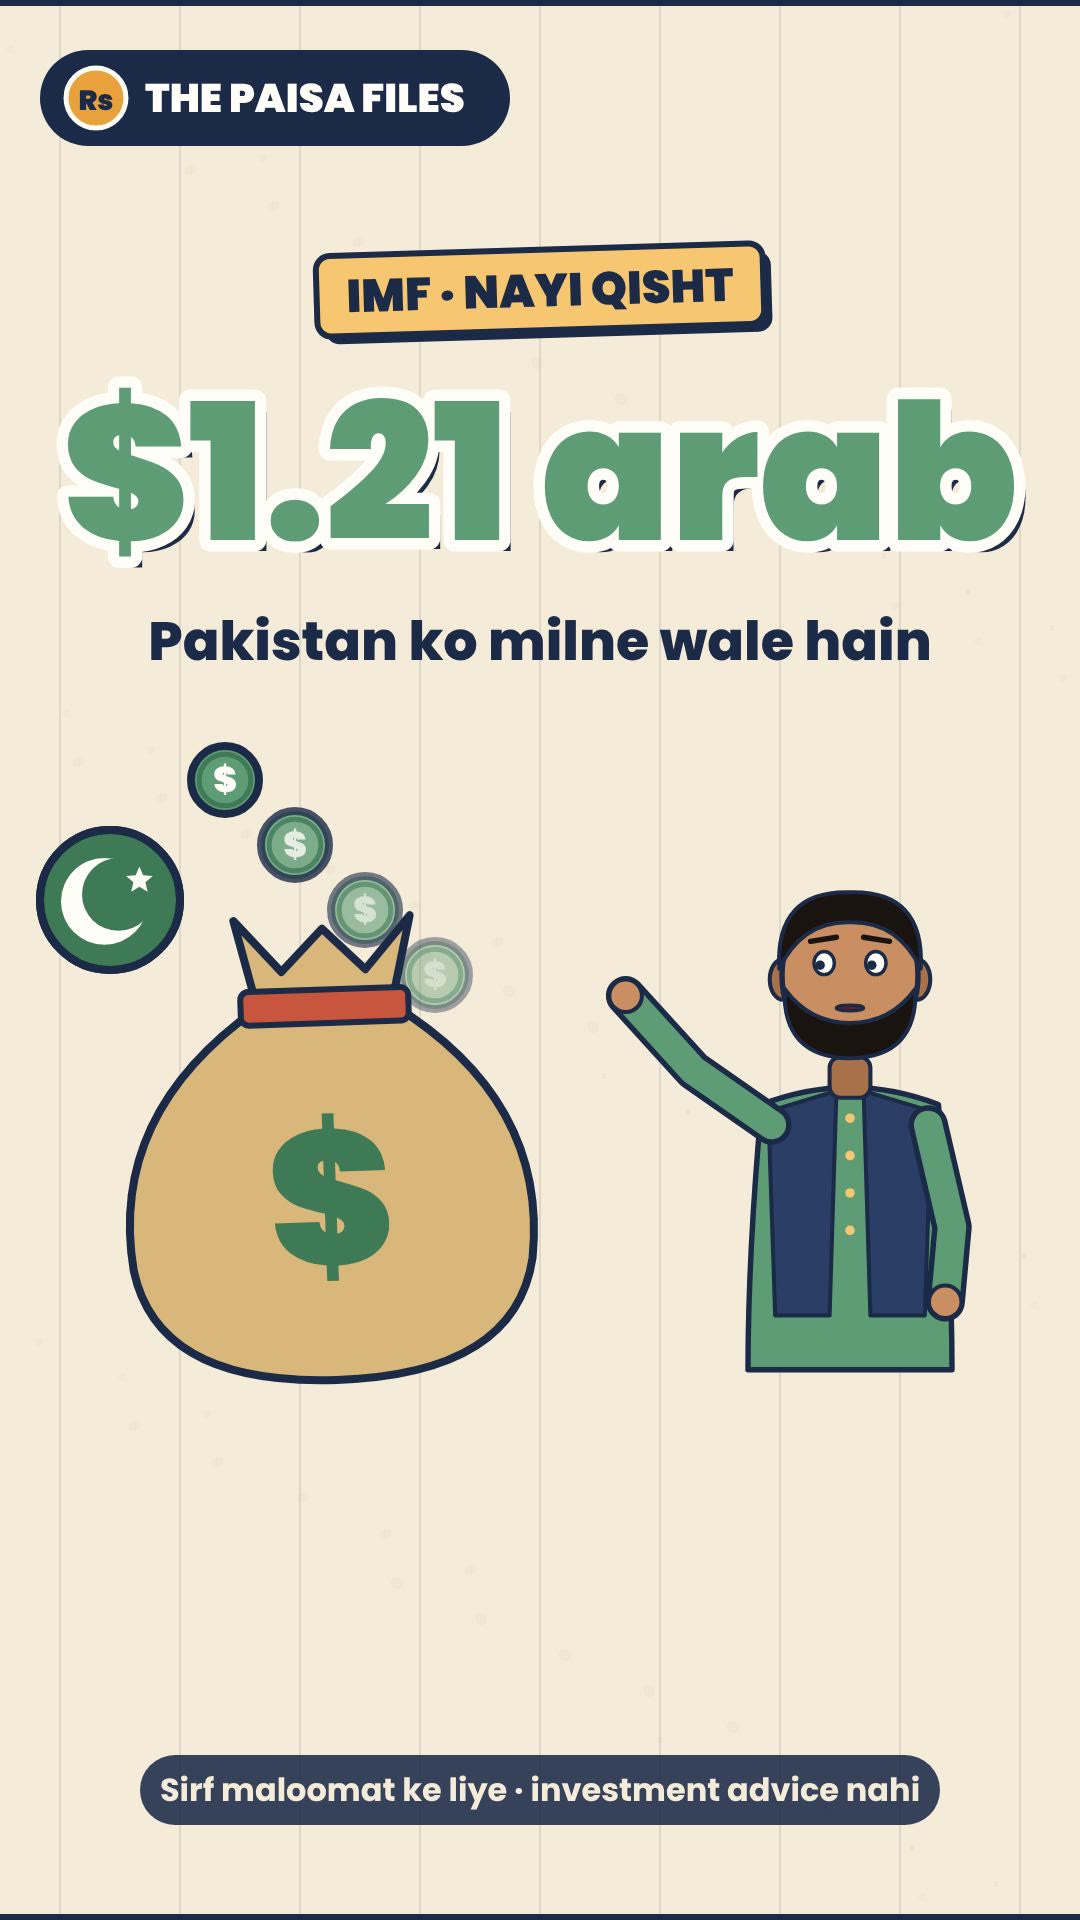 Rs THE PAISA FILES
IMF · NAYI QISHT
$1.21 arab
Pakistan ko milne wale hain
$
$
$
$
$
Sirf maloomat ke liye · investment advice nahi